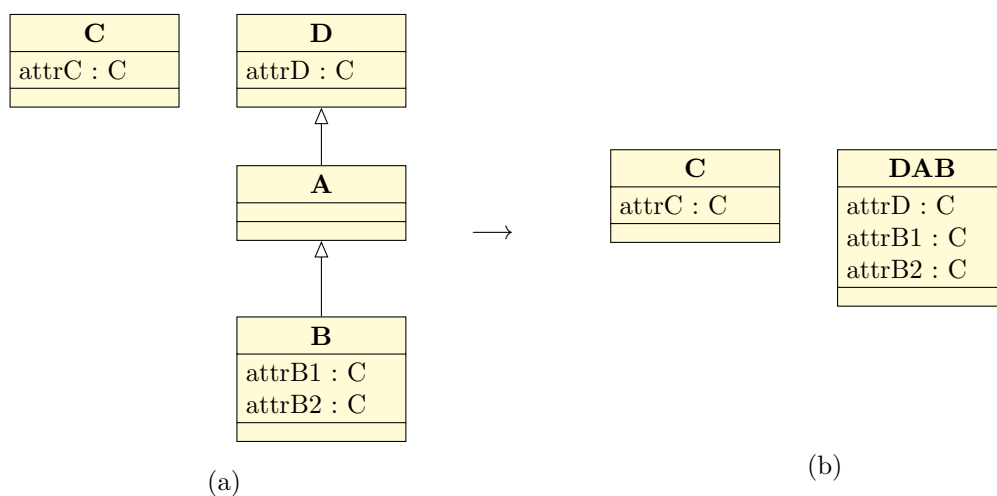 C
attrC : C
D
attrD : C
A
B
attrB1 : C
attrB2 : C
(a)
C
attrC : C
DAB
attrD : C
attrB1 : C
attrB2 : C
(b)